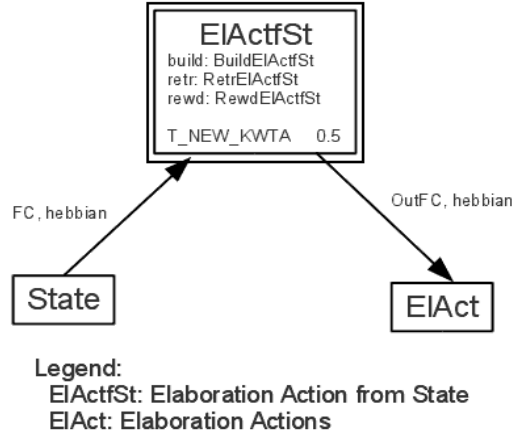 ElActfSt
build: BuildElActfSt
retr: RetrElActfSt
rewd: RewdElActfSt
T_NEW_KWTA 0.5
FC, hebbian
OutFC, hebbian
State
ElAct
Legend:
ElActfSt: Elaboration Action from State
ElAct: Elaboration Actions